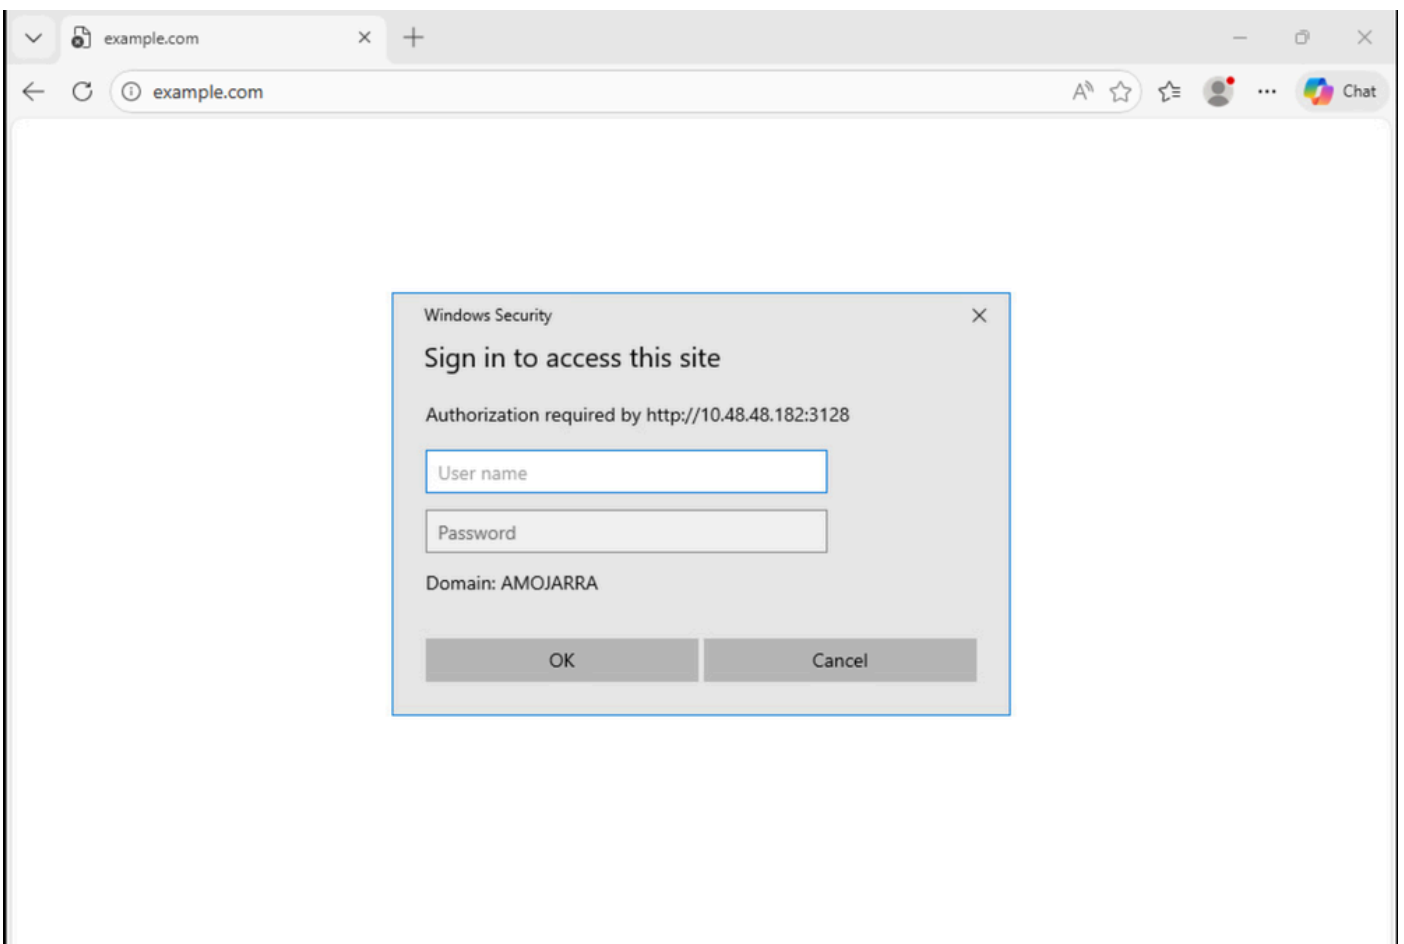 example.com
example.com
Chat
Windows Security
Sign in to access this site
Authorization required by http://10.48.48.182:3128
User name
Password
Domain: AMOJARRA
OK Cancel